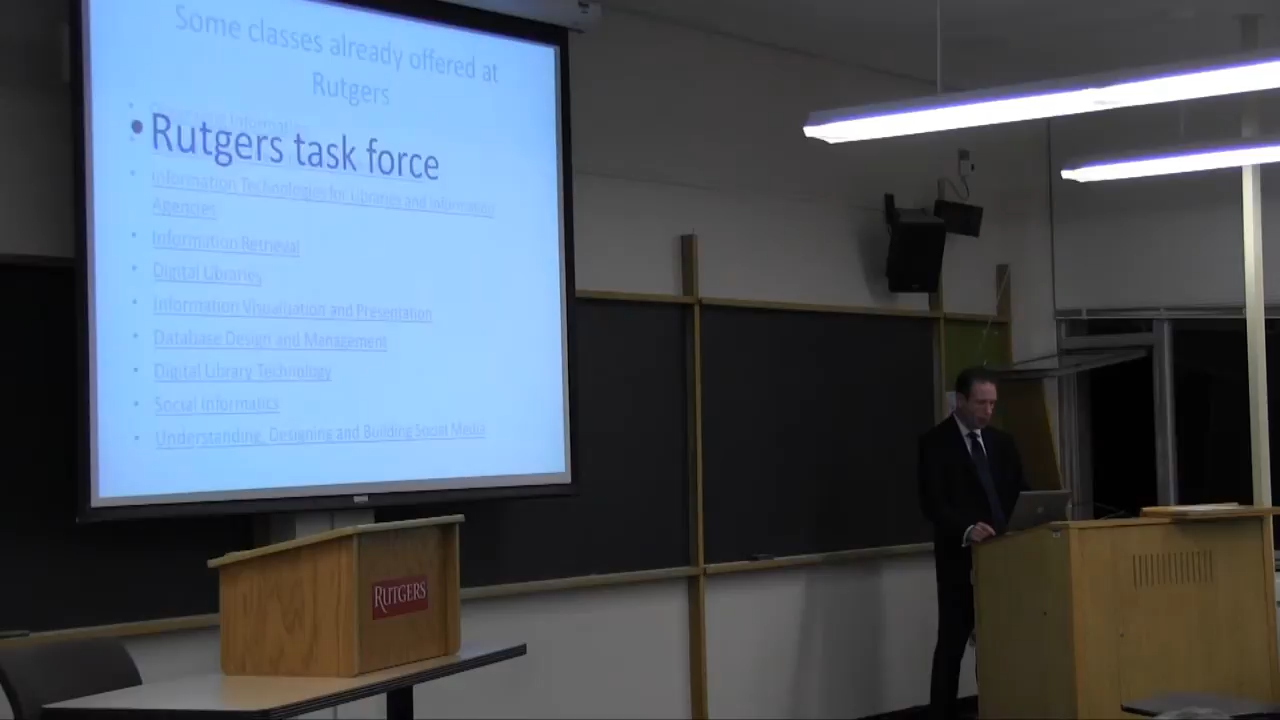 Some classes already offered at
Rutgers
• Rutgers task force
• Information Technologies for Libraries and Information
Agencies
• Information Retrieval
• Digital Libraries
• Information Visualization and Presentation
• Database Design and Management
• Digital Library Technology
• Social Informatics
• Understanding, Designing and Building Social Media
RUTGERS